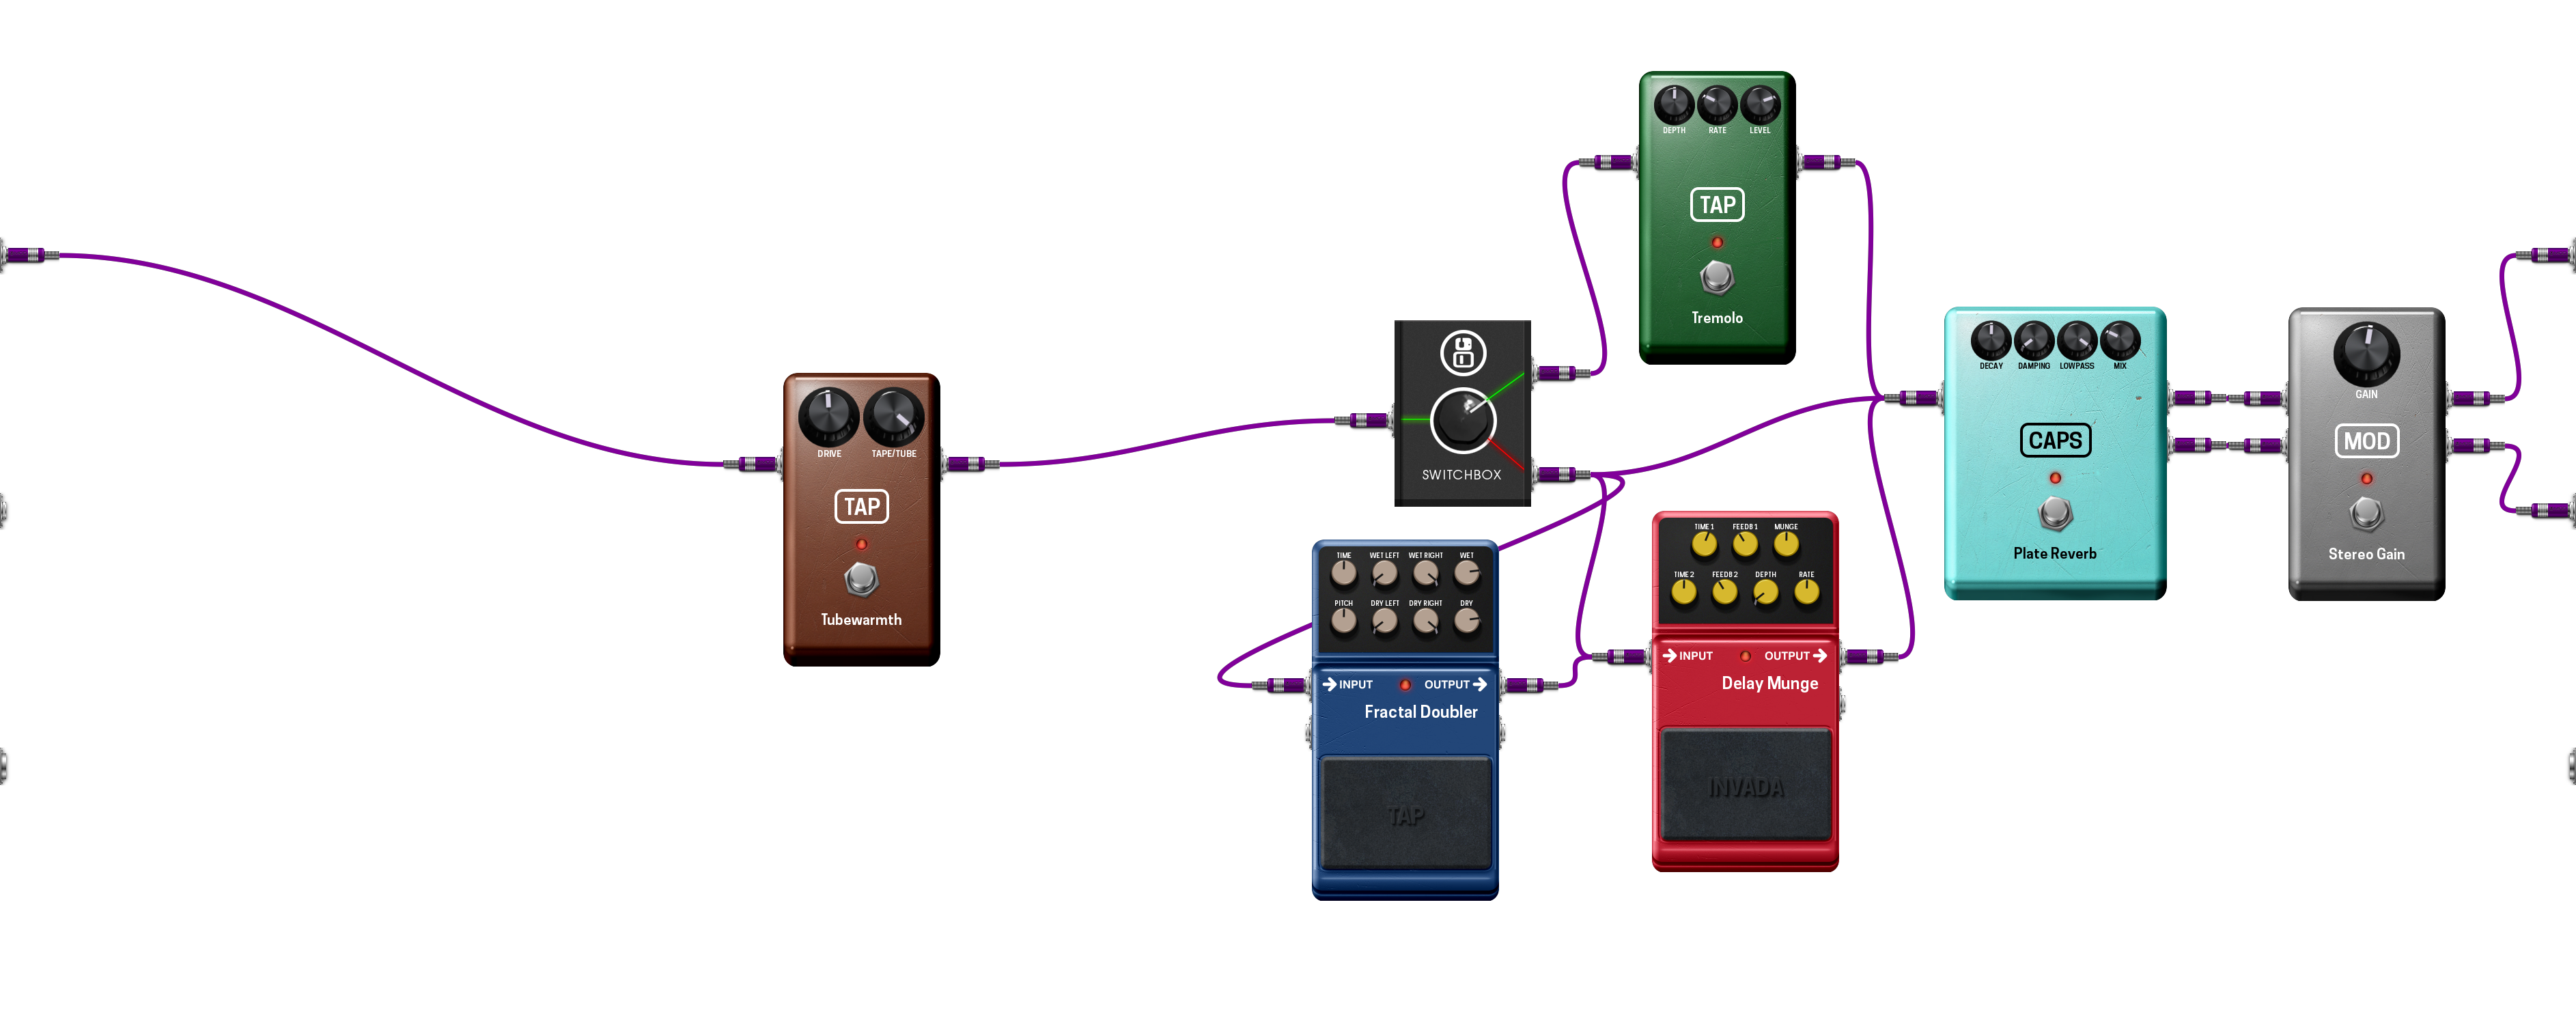 DEPTH RATE LEVEL
TAP
Tremolo
DRIVE TAPE/TUBE
TAP
Tubewarmth
SWITCHBOX
TIME WET LEFT WET RIGHT WET
PITCH DRY LEFT DRY RIGHT DRY
INPUT OUTPUT
Fractal Doubler
TAP
TIME 1 FEEDB 1 MUNGE
TIME 2 FEEDB 2 DEPTH RATE
INPUT OUTPUT
Delay Munge
INVADA
DECAY DAMPING LOWPASS MIX
CAPS
Plate Reverb
GAIN
MOD
Stereo Gain